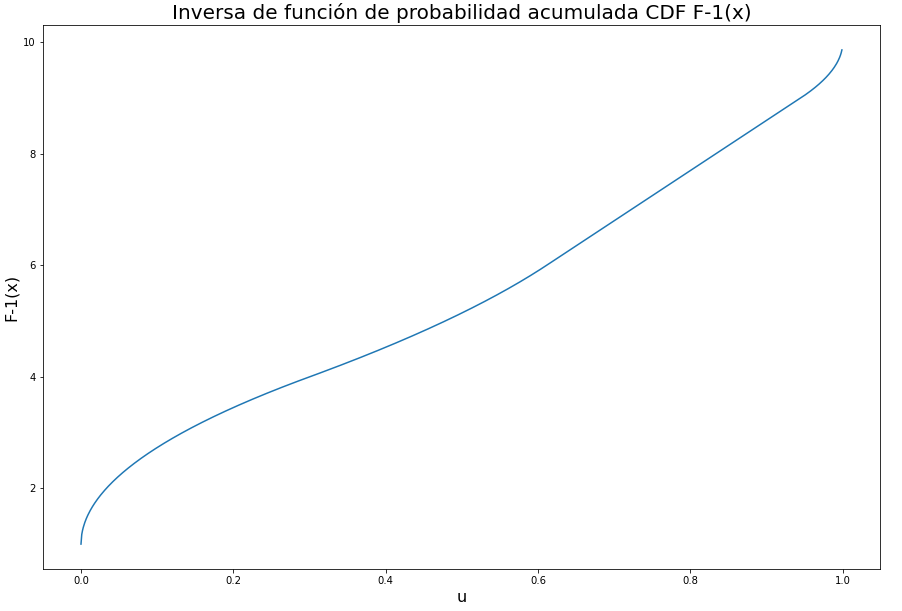 Inversa de función de probabilidad acumulada CDF F-1(x)
F-1(x)
10
8
6
4
2
0.0 0.2 0.4 0.6 0.8 1.0
u